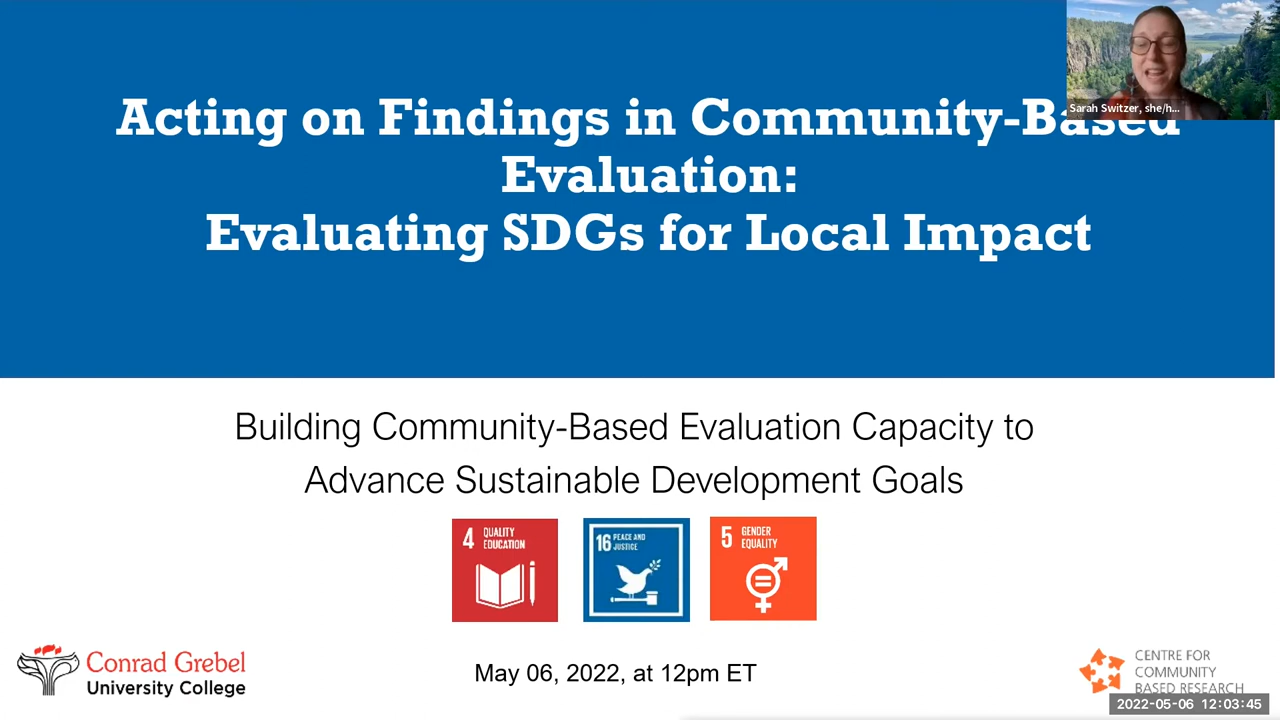 Acting on Findings in Community-Based
Evaluation:
Evaluating SDGs for Local Impact
Sarah Switzer, she/h...
Building Community-Based Evaluation Capacity to
Advance Sustainable Development Goals
4 QUALITY
EDUCATION
16 PEACE AND
JUSTICE
5 GENDER
EQUALITY
Conrad Grebel
University College
May 06, 2022, at 12pm ET
CENTRE FOR
COMMUNITY
BASED RESEARCH
2022-05-06 12:03:45